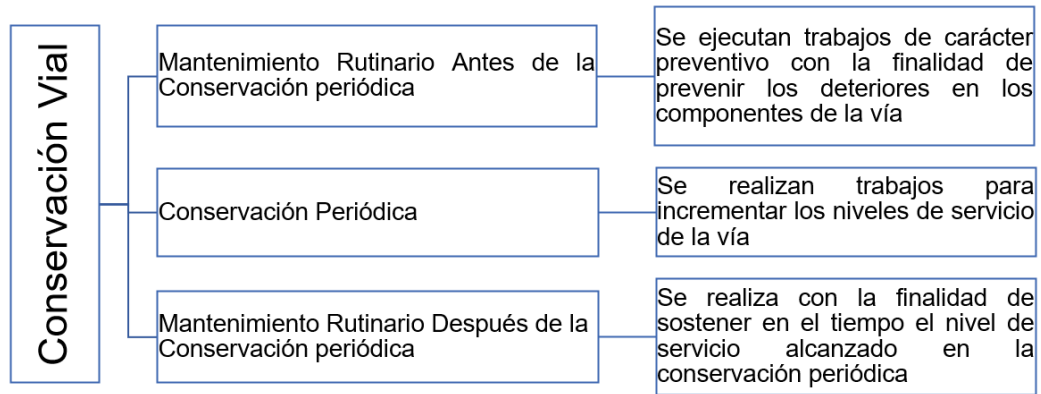 Conservación Vial
Mantenimiento Rutinario Antes de la
Conservación periódica
Se ejecutan trabajos de carácter
preventivo con la finalidad de
prevenir los deteriores en los
componentes de la vía
Conservación Periódica
Se realizan trabajos para
incrementar los niveles de servicio
de la vía
Mantenimiento Rutinario Después de la
Conservación periódica
Se realiza con la finalidad de
sostener en el tiempo el nivel de
servicio alcanzado en la
conservación periódica